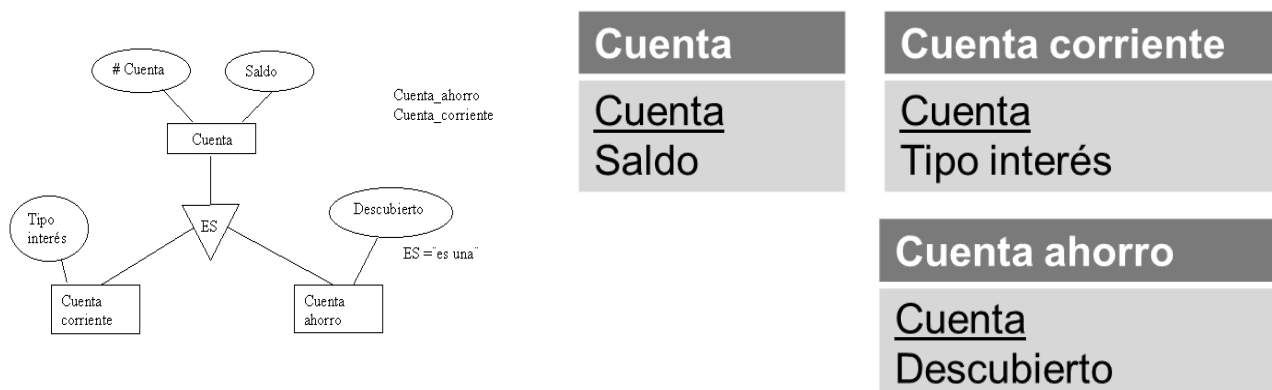 # Cuenta
Saldo
Cuenta_ahorro
Cuenta_corriente
Cuenta
Tipo
interés
ES
Descubierto
ES ="es una"
Cuenta
corriente
Cuenta
ahorro
Cuenta
Cuenta
Saldo
Cuenta corriente
Cuenta
Tipo interés
Cuenta ahorro
Cuenta
Descubierto